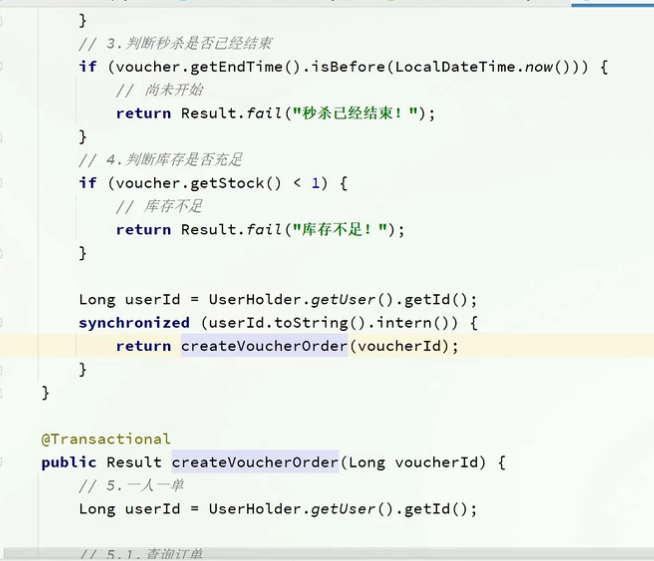 }
// 3.判断秒杀是否已经结束
if (voucher.getEndTime().isBefore(LocalDateTime.now())) {
// 尚未开始
return Result.fail("秒杀已经结束！");
}
// 4.判断库存是否充足
if (voucher.getStock() < 1) {
// 库存不足
return Result.fail("库存不足！");
}
Long userId = UserHolder.getUser().getId();
synchronized (userId.toString().intern()) {
return createVoucherOrder(voucherId);
}
}
@Transactional
public Result createVoucherOrder(Long voucherId) {
// 5.一人一单
Long userId = UserHolder.getUser().getId();
// 5.1.查询订单